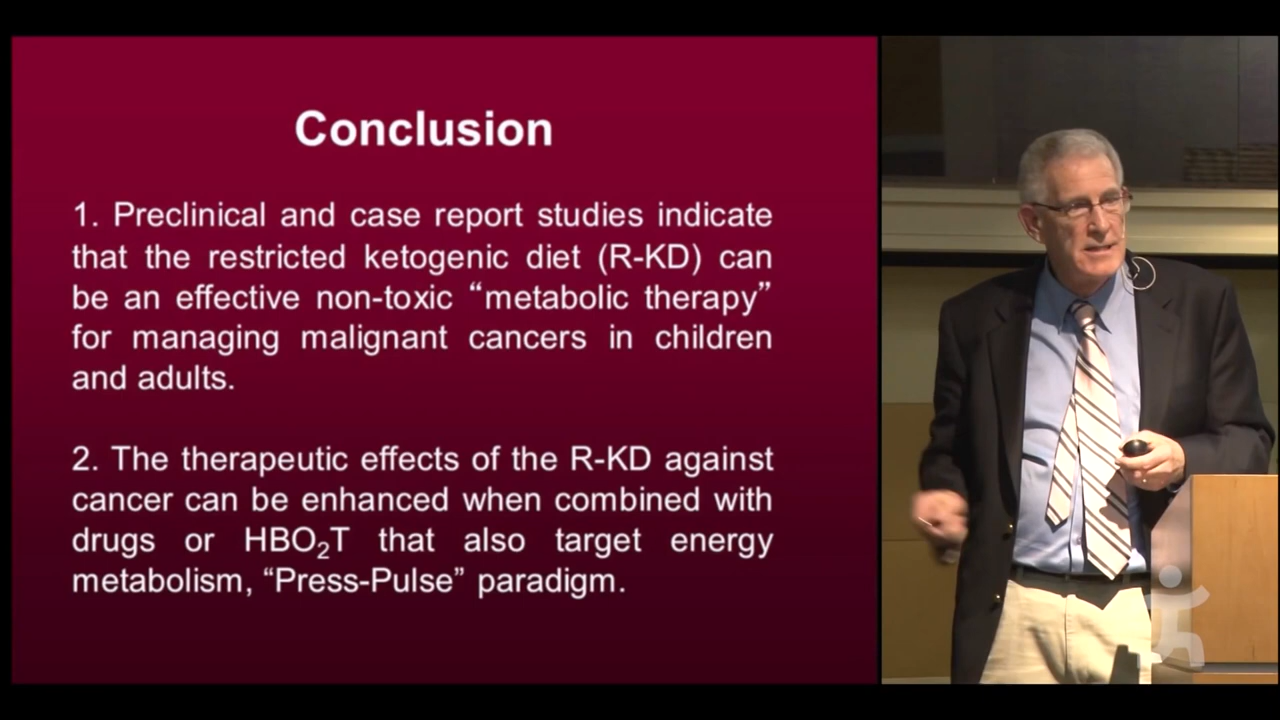 Conclusion
1. Preclinical and case report studies indicate
that the restricted ketogenic diet (R-KD) can
be an effective non-toxic “metabolic therapy”
for managing malignant cancers in children
and adults.
2. The therapeutic effects of the R-KD against
cancer can be enhanced when combined with
drugs or HBO₂T that also target energy
metabolism, “Press-Pulse” paradigm.